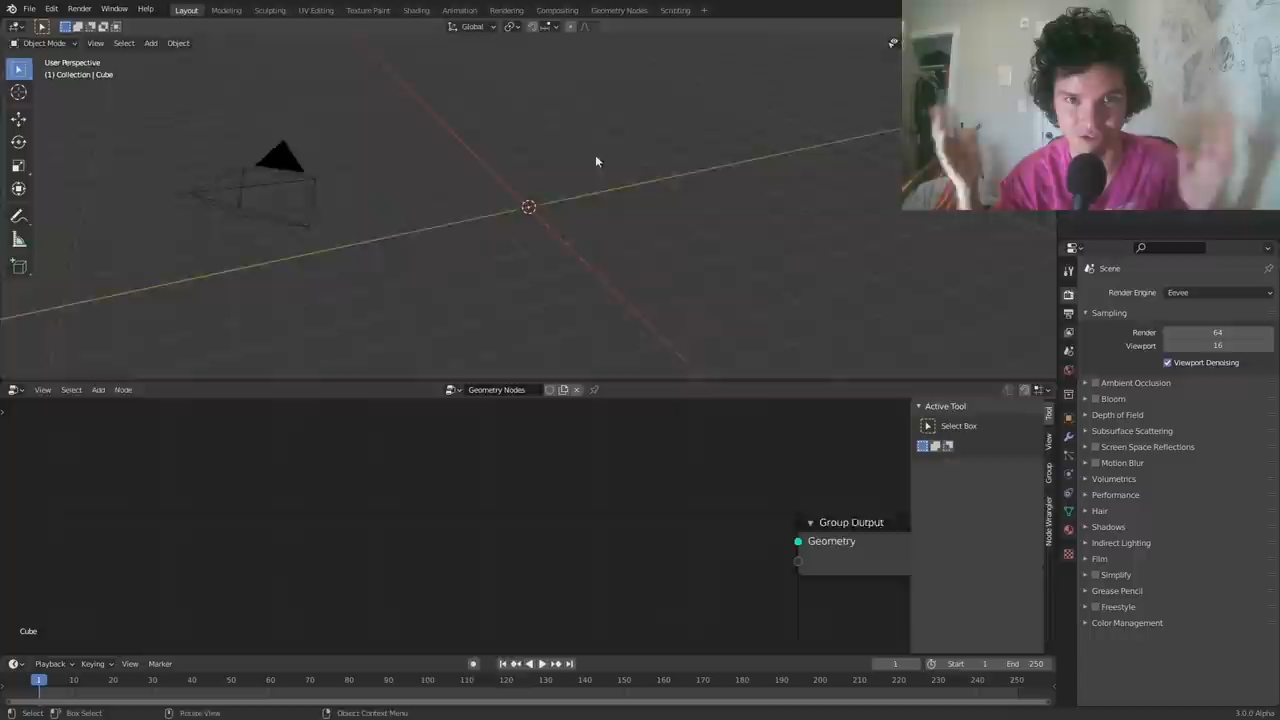 File Edit Render Window Help Layout Modeling Sculpting UV Editing Texture Paint Shading Animation Rendering Compositing Geometry Nodes Scripting +
Global
Object Mode View Select Add Object
User Perspective
(1) Collection | Cube
Scene
Render Engine Eevee
Sampling
Render 64
Viewport 16
Viewport Denoising
Ambient Occlusion
Bloom
Depth of Field
Subsurface Scattering
Screen Space Reflections
Motion Blur
Volumetrics
Performance
Hair
Shadows
Indirect Lighting
Film
Simplify
Grease Pencil
Freestyle
Color Management
View Select Add Node Geometry Nodes
Active Tool
Select Box
Tool
View
Group
Node Wrangler
Group Output
Geometry
Cube
Playback Keying View Marker 1 Start 1 End 250
1 10 20 30 40 50 60 70 80 90 100 110 120 130 140 150 160 170 180 190 200 210 220 230 240 250
Select Box Select Rotate View Object Context Menu 3.0.0 Alpha